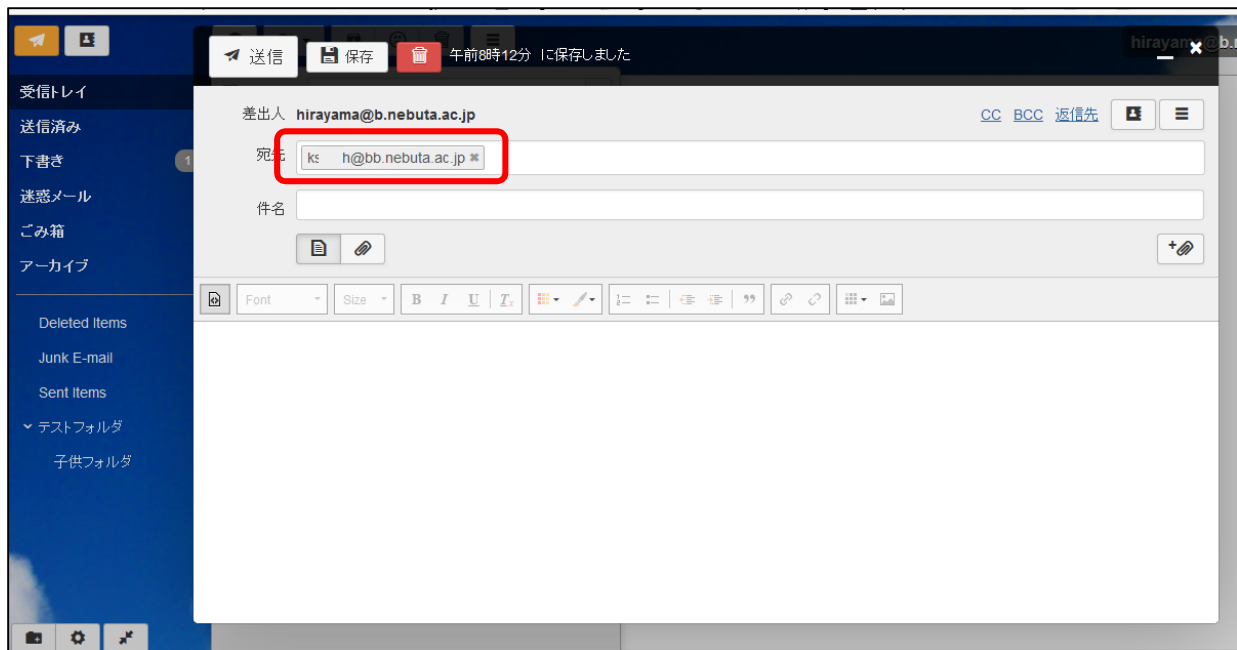 送信 保存 午前8時12分 に保存しました
受信トレイ
送信済み
下書き 1
迷惑メール
ごみ箱
アーカイブ
Deleted Items
Junk E-mail
Sent Items
テストフォルダ
子供フォルダ
差出人 hirayama@b.nebuta.ac.jp CC BCC 返信先
宛先 h@bb.nebuta.ac.jp
件名
Font Size B I U Tx